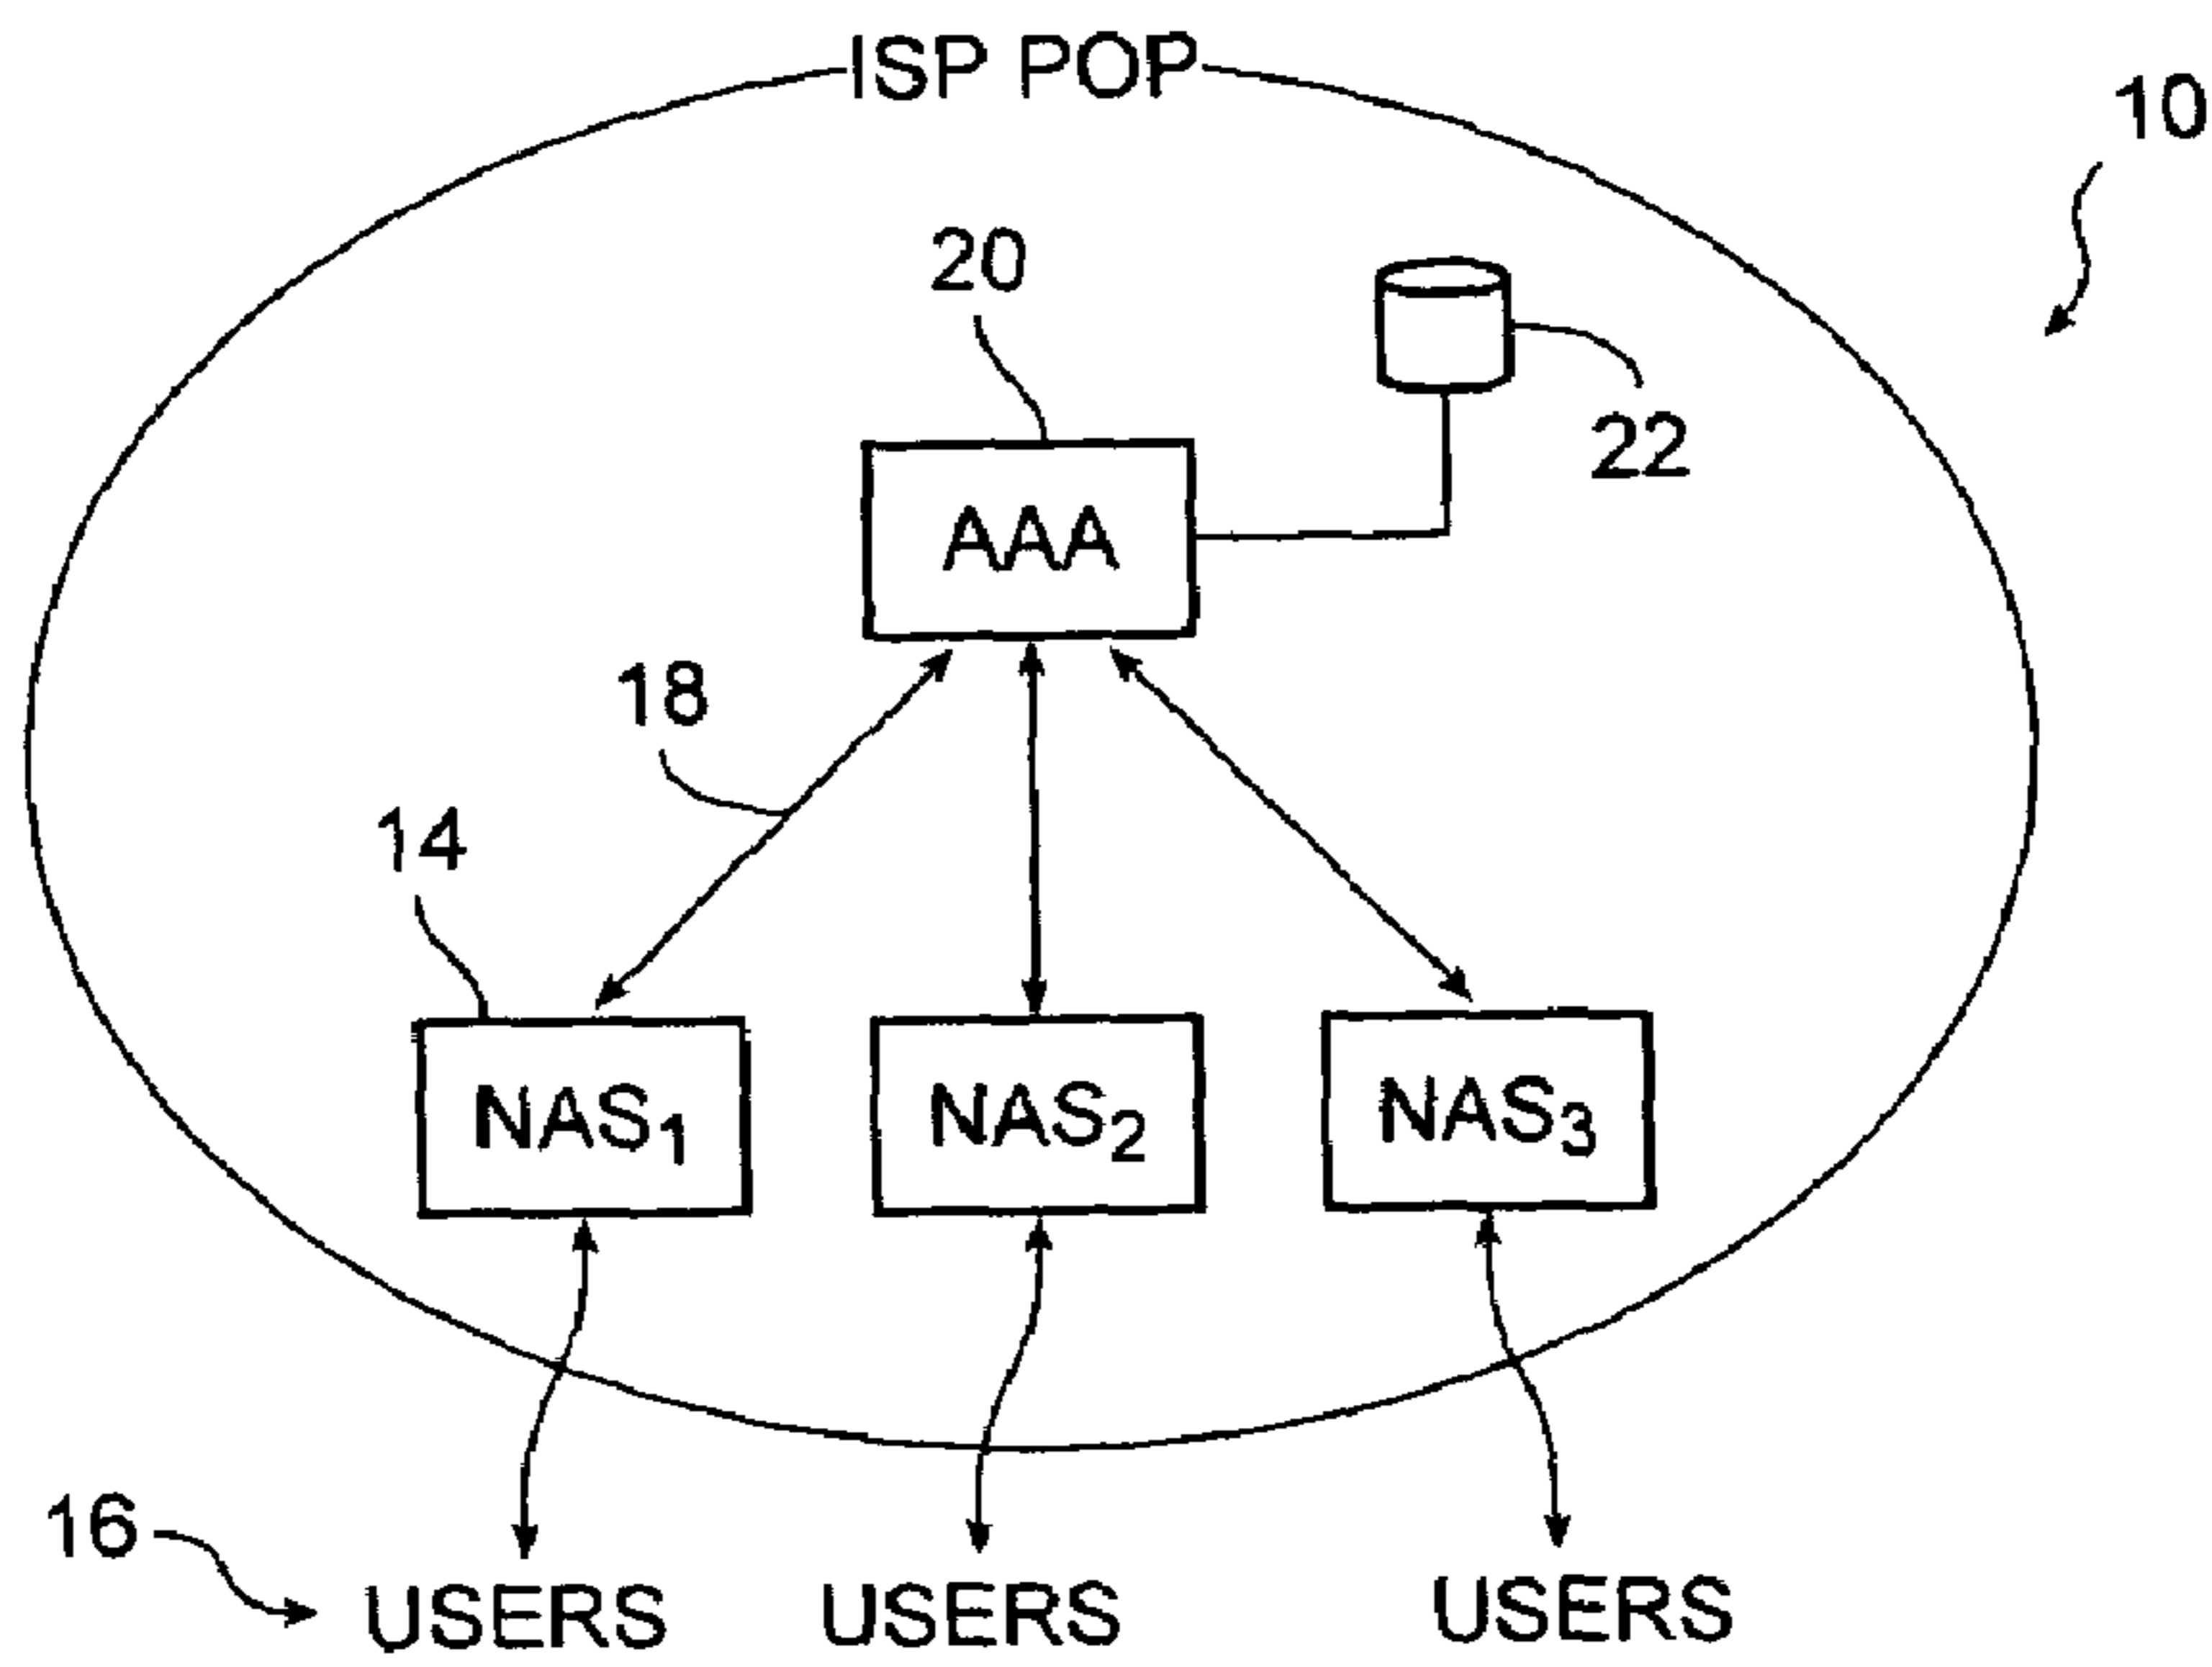 ISP POP
10
20
22
AAA
18
14
NAS1
NAS2
NAS3
16
USERS
USERS
USERS